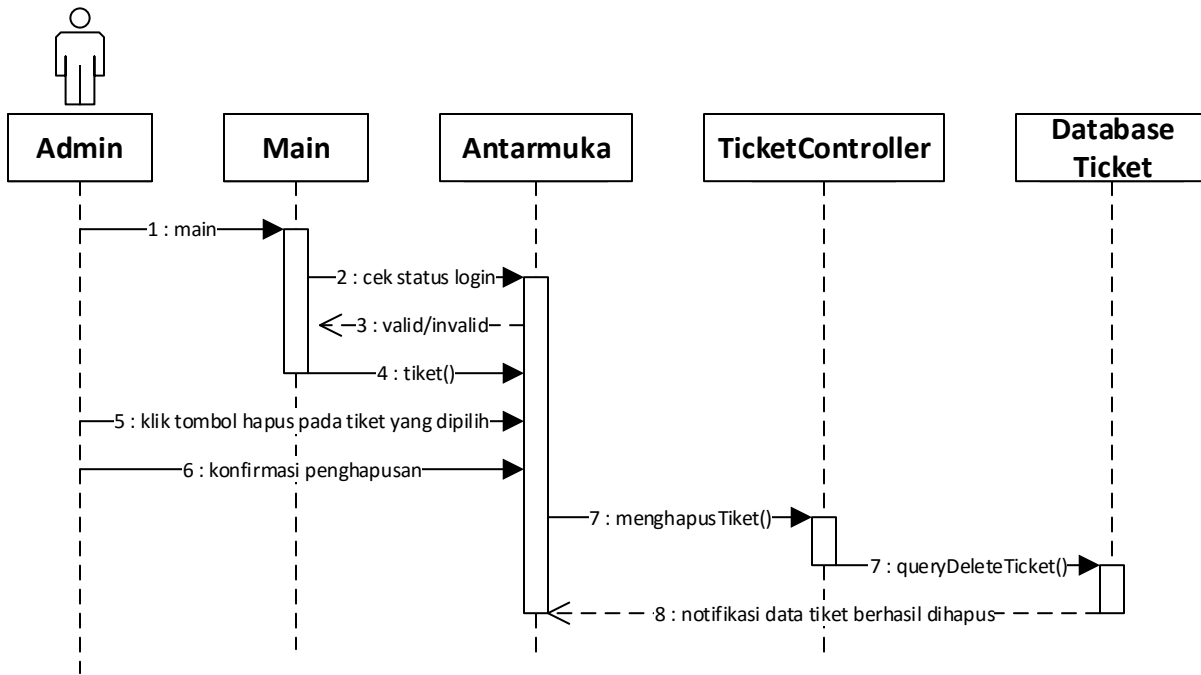 Admin
Main
Antarmuka
TicketController
Database
Ticket
1 : main
2 : cek status login
3 : valid/invalid
4 : tiket()
5 : klik tombol hapus pada tiket yang dipilih
6 : konfirmasi penghapusan
7 : menghapusTiket()
7 : queryDeleteTicket()
8 : notifikasi data tiket berhasil dihapus